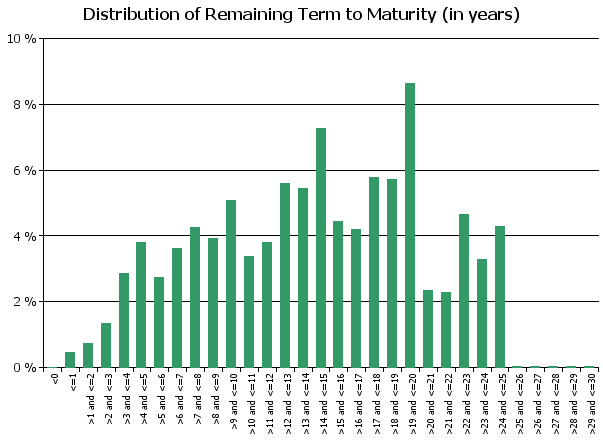 Distribution of Remaining Term to Maturity (in years)
10 %
8 %
6 %
4 %
2 %
0 %
<0
<=1
>1 and <=2
>2 and <=3
>3 and <=4
>4 and <=5
>5 and <=6
>6 and <=7
>7 and <=8
>8 and <=9
>9 and <=10
>10 and <=11
>11 and <=12
>12 and <=13
>13 and <=14
>14 and <=15
>15 and <=16
>16 and <=17
>17 and <=18
>18 and <=19
>19 and <=20
>20 and <=21
>21 and <=22
>22 and <=23
>23 and <=24
>24 and <=25
>25 and <=26
>26 and <=27
>27 and <=28
>28 and <=29
>29 and <=30